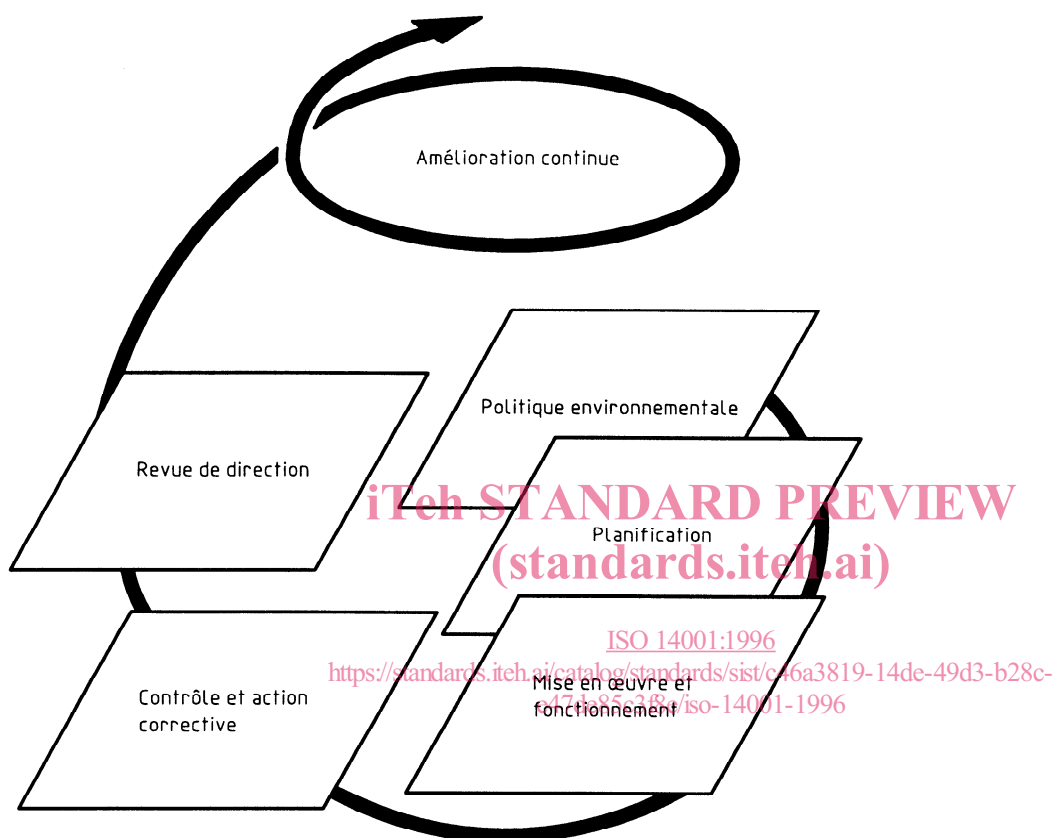 Amélioration continue
Politique environnementale
Revue de direction
iTeh STANDARD PREVIEW
Planification
(standards.iteh.ai)
ISO 14001:1996
https://standards.iteh.ai/catalog/standards/sist/c46a3819-14de-49d3-b28c-
Mise en œuvre et
fonctionnement
/iso-14001-1996
Contrôle et action
corrective